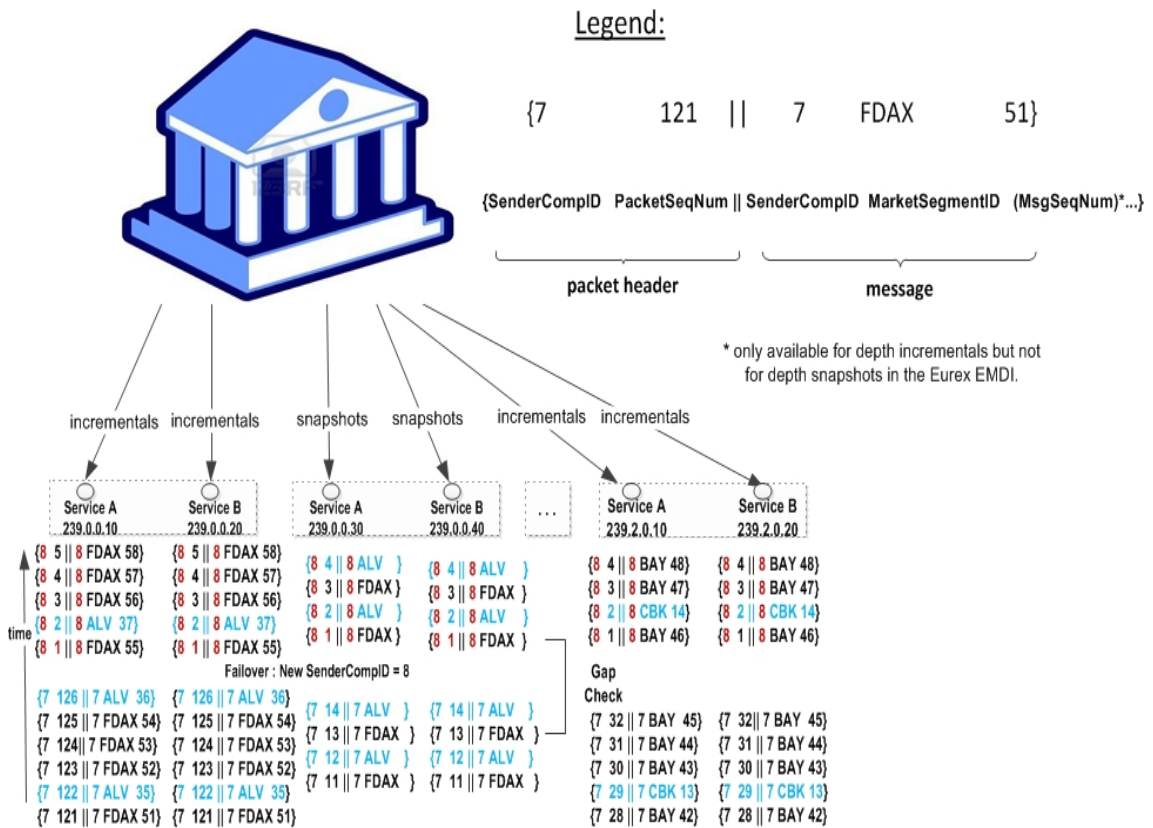 Legend:
{7 121 || 7 FDAX 51}
{SenderCompID PacketSeqNum || SenderCompID MarketSegmentID (MsgSeqNum)*...}
packet header message
* only available for depth incrementals but not
for depth snapshots in the Eurex EMDI.
incrementals incrementals snapshots snapshots incrementals incrementals
Service A Service B Service A Service B ... Service A Service B
239.0.0.10 239.0.0.20 239.0.0.30 239.0.0.40 239.2.0.10 239.2.0.20
time
{8 5 || 8 FDAX 58} {8 5 || 8 FDAX 58}
{8 4 || 8 FDAX 57} {8 4 || 8 FDAX 57}
{8 3 || 8 FDAX 56} {8 3 || 8 FDAX 56}
{8 2 || 8 ALV 37} {8 2 || 8 ALV 37}
{8 1 || 8 FDAX 55} {8 1 || 8 FDAX 55}
{8 4 || 8 ALV } {8 4 || 8 ALV }
{8 3 || 8 FDAX } {8 3 || 8 FDAX }
{8 2 || 8 ALV } {8 2 || 8 ALV }
{8 1 || 8 FDAX } {8 1 || 8 FDAX }
{8 4 || 8 BAY 48} {8 4 || 8 BAY 48}
{8 3 || 8 BAY 47} {8 3 || 8 BAY 47}
{8 2 || 8 CBK 14} {8 2 || 8 CBK 14}
{8 1 || 8 BAY 46} {8 1 || 8 BAY 46}
Failover : New SenderCompID = 8
Gap
Check
{7 126 || 7 ALV 36} {7 126 || 7 ALV 36}
{7 125 || 7 FDAX 54} {7 125 || 7 FDAX 54}
{7 124|| 7 FDAX 53} {7 124 || 7 FDAX 53}
{7 123 || 7 FDAX 52} {7 123 || 7 FDAX 52}
{7 122 || 7 ALV 35} {7 122 || 7 ALV 35}
{7 121 || 7 FDAX 51} {7 121 || 7 FDAX 51}
{7 14 || 7 ALV } {7 14 || 7 ALV }
{7 13 || 7 FDAX } {7 13 || 7 FDAX }
{7 12 || 7 ALV } {7 12 || 7 ALV }
{7 11 || 7 FDAX } {7 11 || 7 FDAX }
{7 32 || 7 BAY 45} {7 32|| 7 BAY 45}
{7 31 || 7 BAY 44} {7 31 || 7 BAY 44}
{7 30 || 7 BAY 43} {7 30 || 7 BAY 43}
{7 29 || 7 CBK 13} {7 29 || 7 CBK 13}
{7 28 || 7 BAY 42} {7 28 || 7 BAY 42}